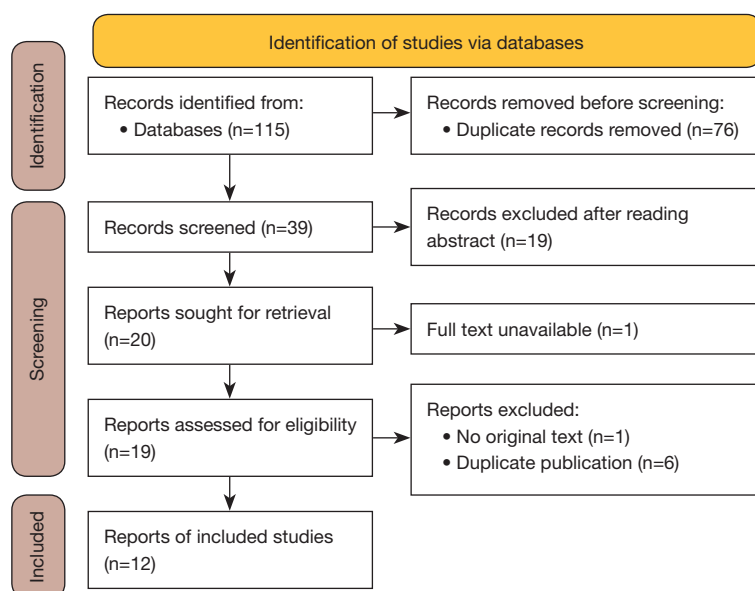 Identification of studies via databases
Identification
Records identified from:
• Databases (n=115)
Records removed before screening:
• Duplicate records removed (n=76)
Screening
Records screened (n=39)
Records excluded after reading
abstract (n=19)
Reports sought for retrieval
(n=20)
Full text unavailable (n=1)
Reports assessed for eligibility
(n=19)
Reports excluded:
• No original text (n=1)
• Duplicate publication (n=6)
Included
Reports of included studies
(n=12)